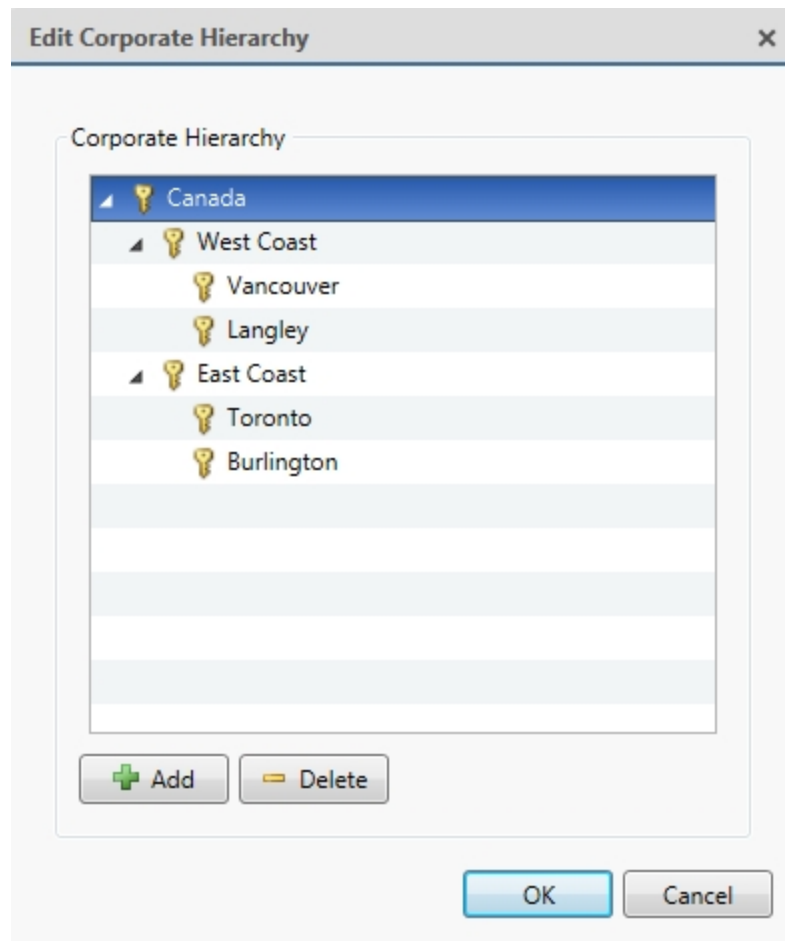 Edit Corporate Hierarchy
Corporate Hierarchy
Canada
West Coast
Vancouver
Langley
East Coast
Toronto
Burlington
Add Delete
OK Cancel